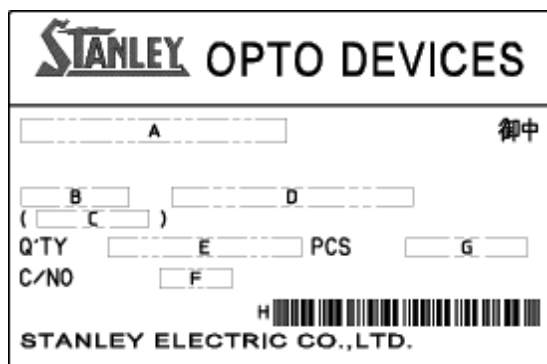 STANLEY OPTO DEVICES
A 御中
B D
( C )
Q'TY E PCS G
C/NO F
H
STANLEY ELECTRIC CO.,LTD.